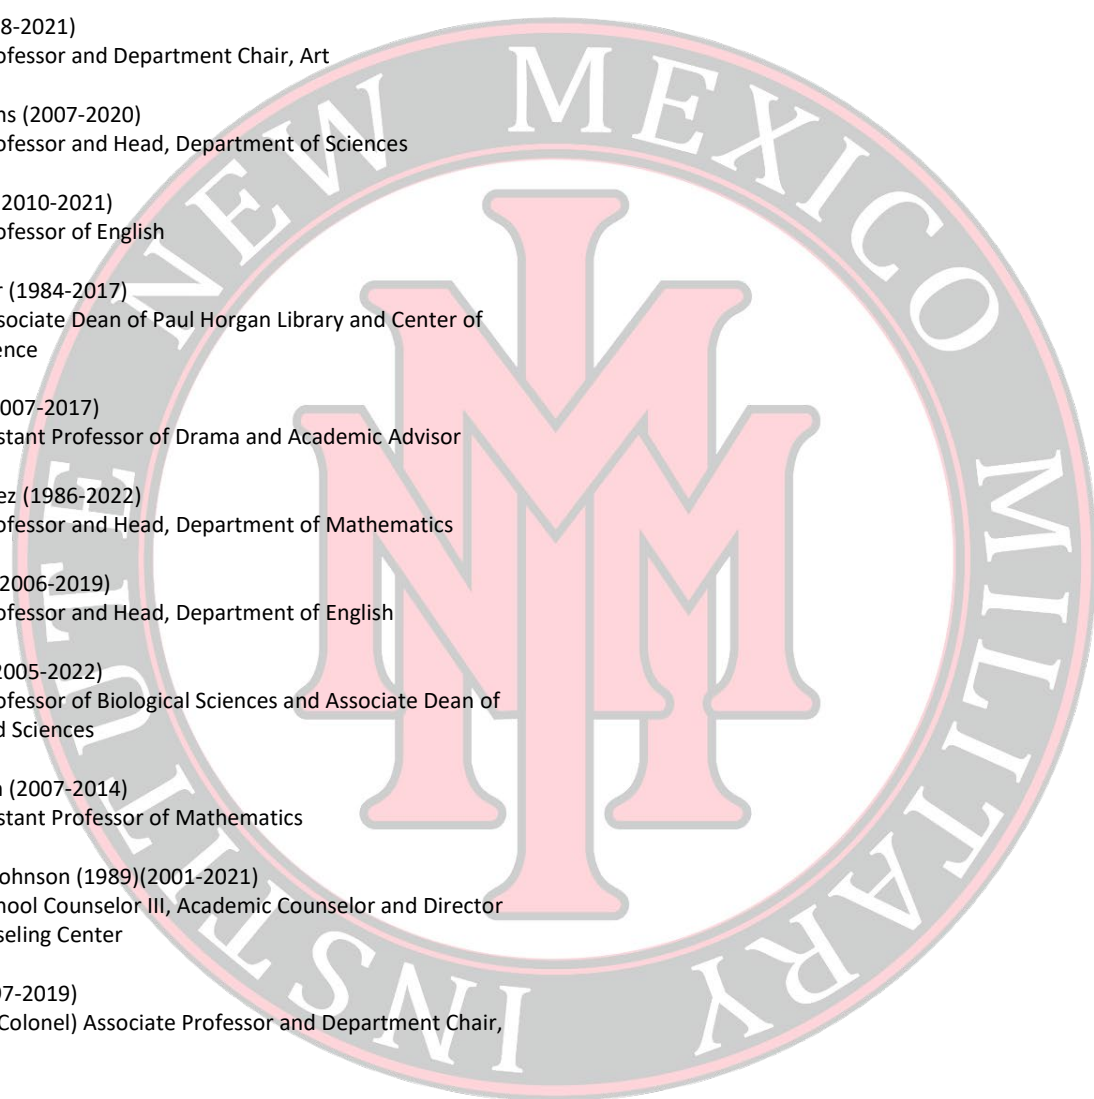 8-2021)
ofessor and Department Chair, Art
ns (2007-2020)
ofessor and Head, Department of Sciences
2010-2021)
ofessor of English
r (1984-2017)
sociate Dean of Paul Horgan Library and Center of
ence
007-2017)
stant Professor of Drama and Academic Advisor
ez (1986-2022)
ofessor and Head, Department of Mathematics
2006-2019)
ofessor and Head, Department of English
2005-2022)
ofessor of Biological Sciences and Associate Dean of
d Sciences
n (2007-2014)
stant Professor of Mathematics
ohnson (1989)(2001-2021)
hool Counselor III, Academic Counselor and Director
seling Center
97-2019)
Colonel) Associate Professor and Department Chair,
NEW MEXICO MILITARY INSTITUTE
NMMI